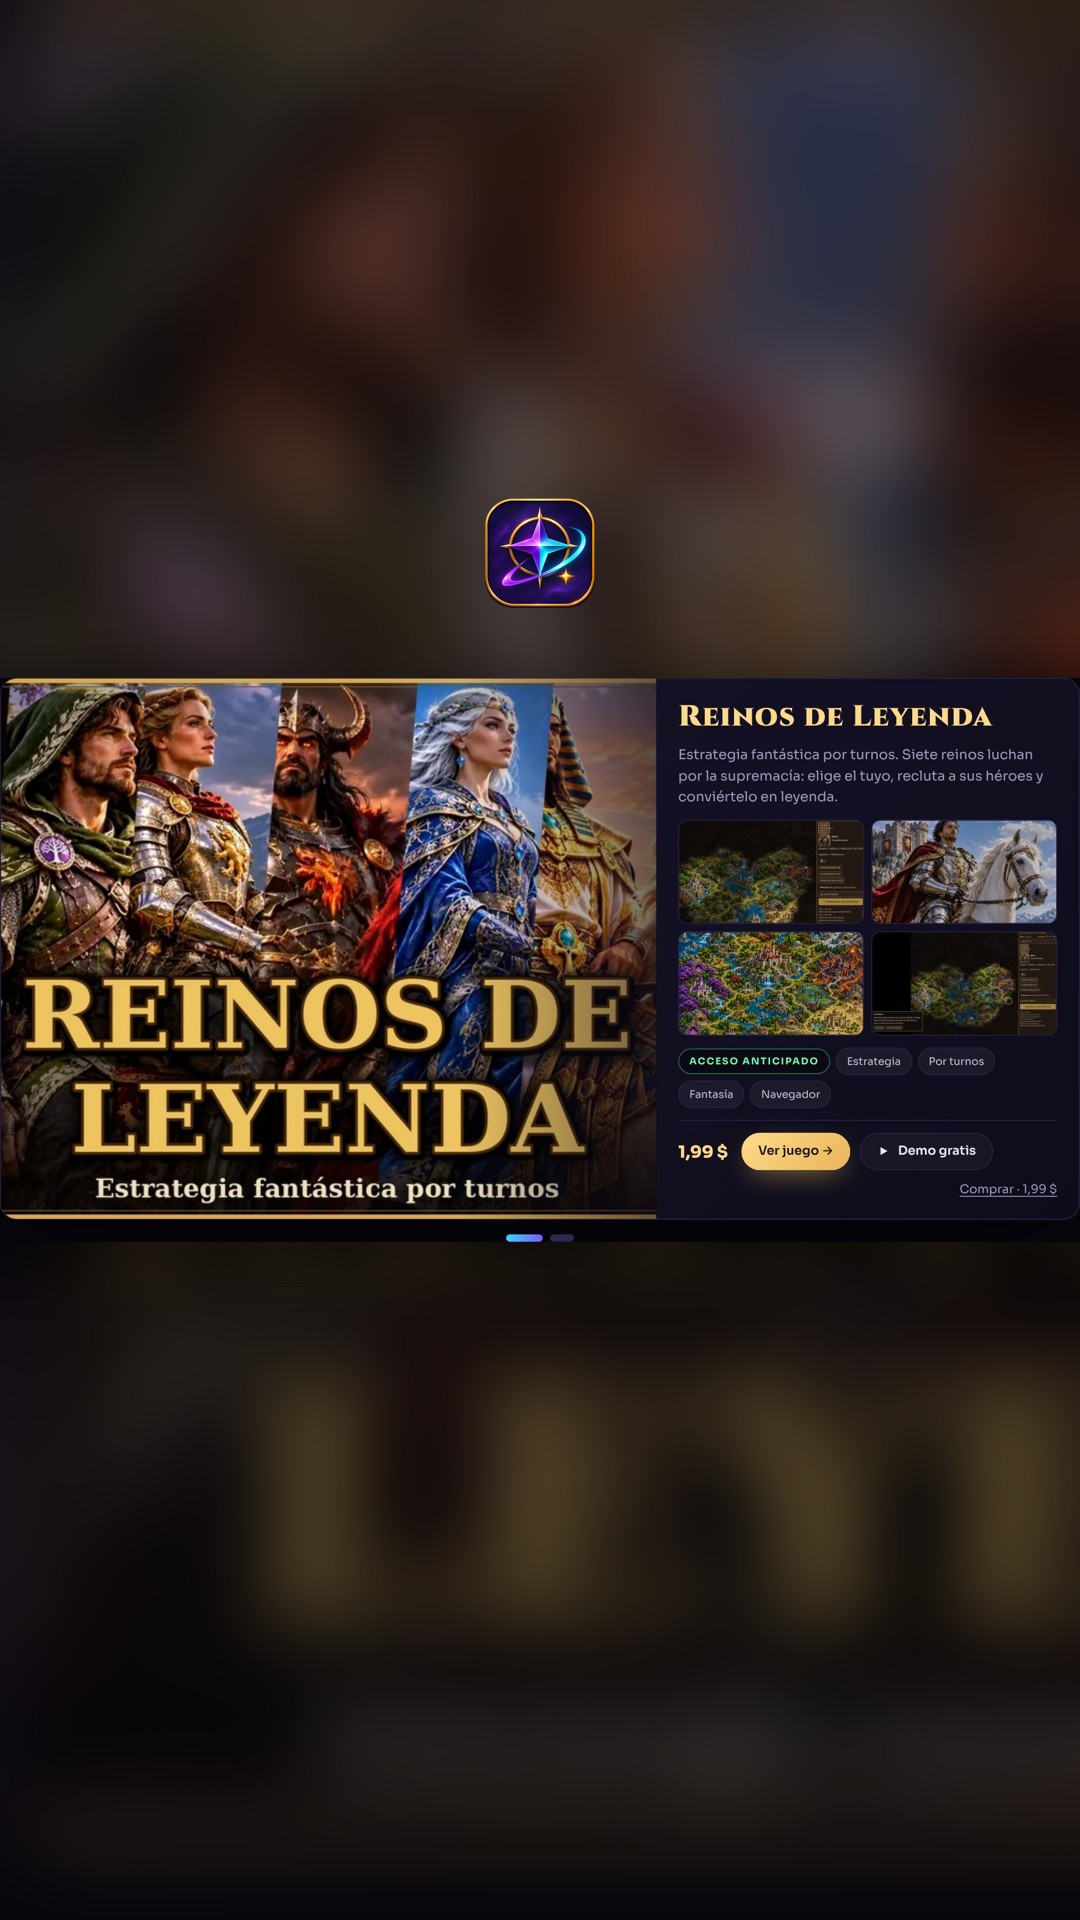 REINOS DE
LEYENDA
Estrategia fantástica por turnos
Reinos de Leyenda
Estrategia fantástica por turnos. Siete reinos luchan
por la supremacía: elige el tuyo, recluta a sus héroes y
conviértelo en leyenda.
ACCESO ANTICIPADO
Estrategia
Por turnos
Fantasía
Navegador
1,99 $
Ver juego →
▶ Demo gratis
Comprar · 1,99 $